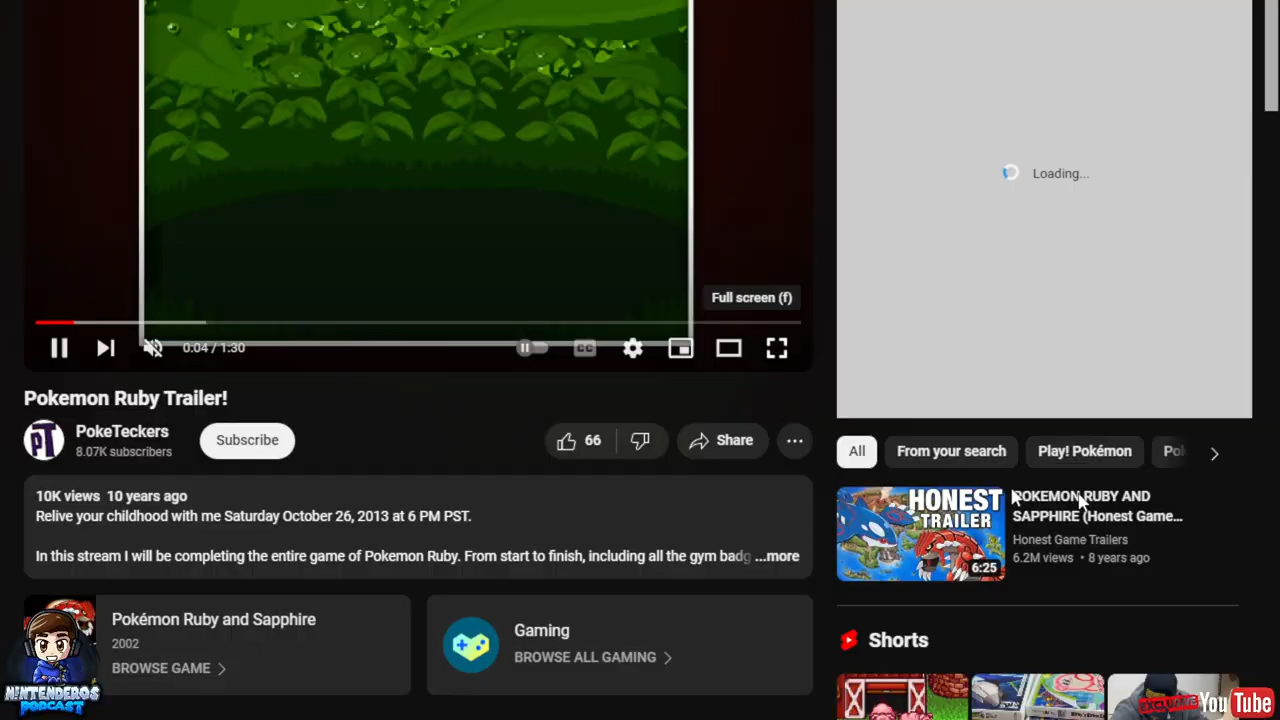 Loading...
Full screen (f)
0:04 / 1:30
CC
Pokemon Ruby Trailer!
PT
PokeTeckers
8.07K subscribers
Subscribe
66
Share
10K views 10 years ago
Relive your childhood with me Saturday October 26, 2013 at 6 PM PST.
In this stream I will be completing the entire game of Pokemon Ruby. From start to finish, including all the gym badg ...more
Pokémon Ruby and Sapphire
2002
BROWSE GAME
Gaming
BROWSE ALL GAMING
All
From your search
Play! Pokémon
HONEST
TRAILER
6:25
POKEMON RUBY AND
SAPPHIRE (Honest Game...
Honest Game Trailers
6.2M views • 8 years ago
Shorts
NINTENDEROS
PODCAST
YouTube